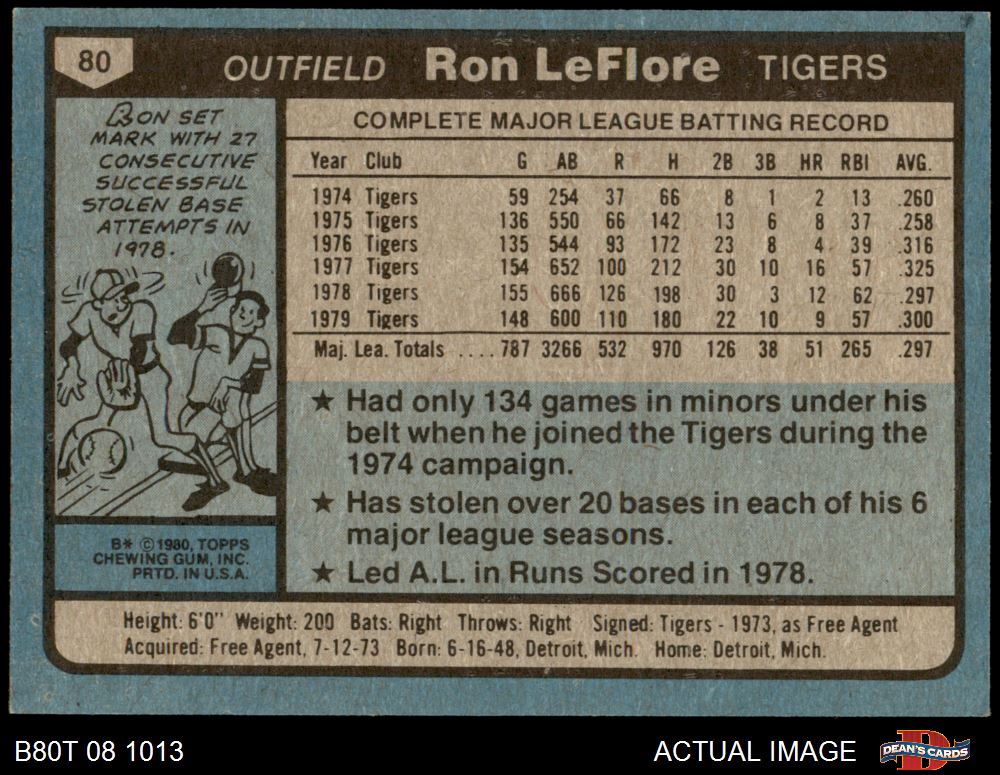 80 OUTFIELD Ron LeFlore TIGERS
RON SET
MARK WITH 27
CONSECUTIVE
SUCCESSFUL
STOLEN BASE
ATTEMPTS IN
1978.
B* ©1980, TOPPS
CHEWING GUM, INC.
PRTD. IN U.S.A.
COMPLETE MAJOR LEAGUE BATTING RECORD
Year Club G AB R H 2B 3B HR RBI AVG.
1974 Tigers 59 254 37 66 8 1 2 13 .260
1975 Tigers 136 550 66 142 13 6 8 37 .258
1976 Tigers 135 544 93 172 23 8 4 39 .316
1977 Tigers 154 652 100 212 30 10 16 57 .325
1978 Tigers 155 666 126 198 30 3 12 62 .297
1979 Tigers 148 600 110 180 22 10 9 57 .300
Maj. Lea. Totals .... 787 3266 532 970 126 38 51 265 .297
★ Had only 134 games in minors under his
belt when he joined the Tigers during the
1974 campaign.
★ Has stolen over 20 bases in each of his 6
major league seasons.
★ Led A.L. in Runs Scored in 1978.
Height: 6'0" Weight: 200 Bats: Right Throws: Right Signed: Tigers - 1973, as Free Agent
Acquired: Free Agent, 7-12-73 Born: 6-16-48, Detroit, Mich. Home: Detroit, Mich.
B80T 08 1013 ACTUAL IMAGE DEAN'S CARDS